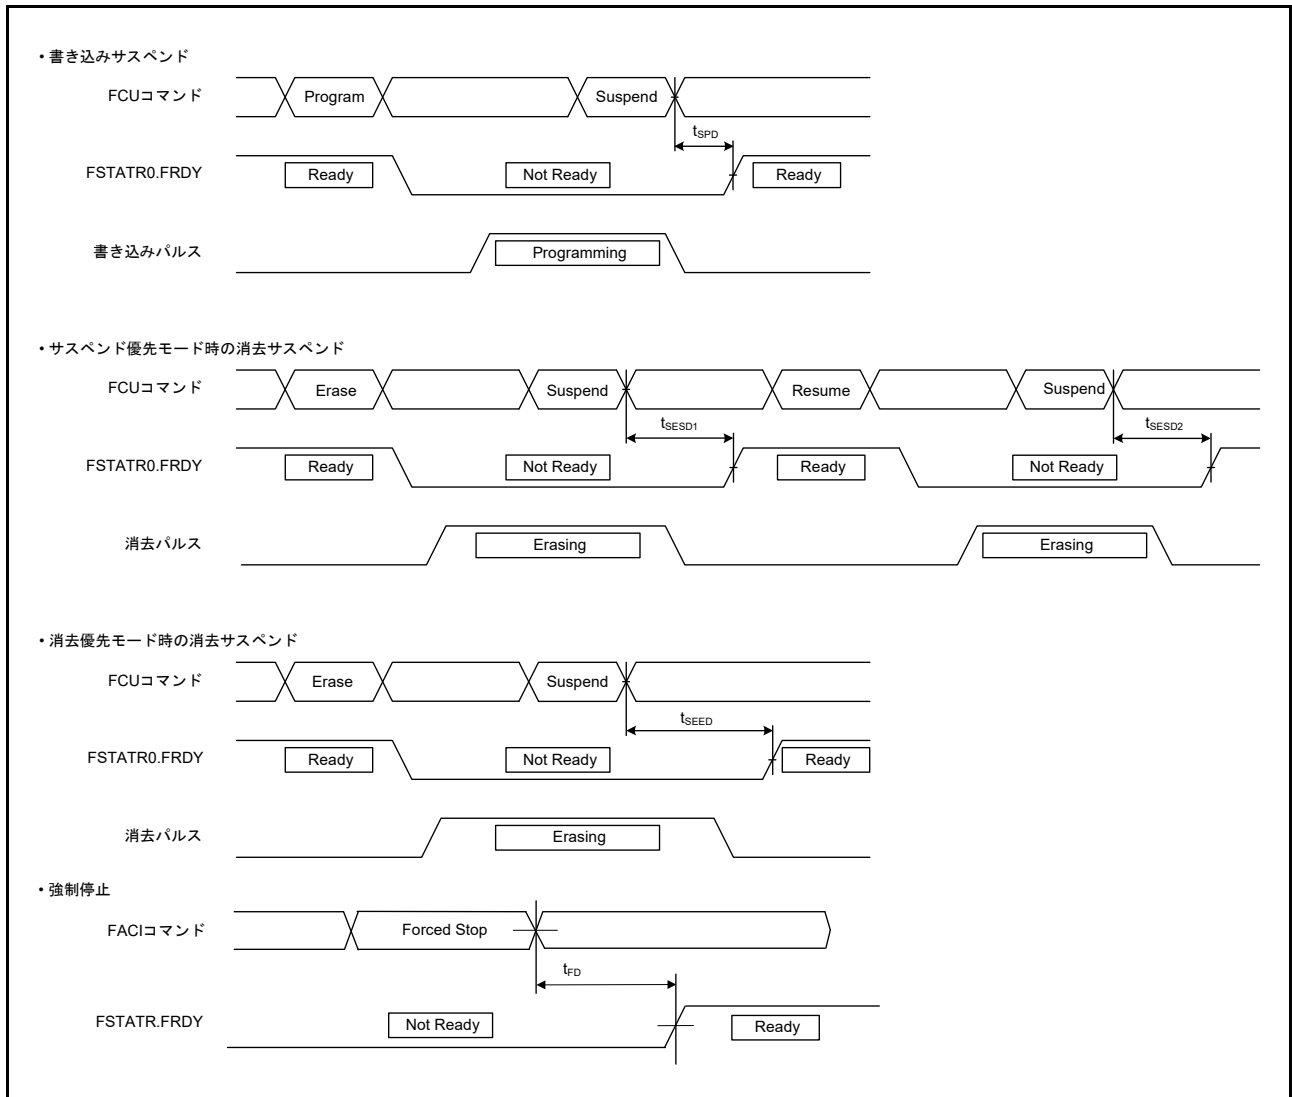 • 書き込みサスペンド
FCUコマンド Program Suspend
tSPD
FSTATR0.FRDY Ready Not Ready Ready
書き込みパルス Programming
• サスペンド優先モード時の消去サスペンド
FCUコマンド Erase Suspend Resume Suspend
tSESD1 tSESD2
FSTATR0.FRDY Ready Not Ready Ready Not Ready
消去パルス Erasing Erasing
• 消去優先モード時の消去サスペンド
FCUコマンド Erase Suspend
tSEED
FSTATR0.FRDY Ready Not Ready Ready
消去パルス Erasing
• 強制停止
FACIコマンド Forced Stop
tFD
FSTATR.FRDY Not Ready Ready